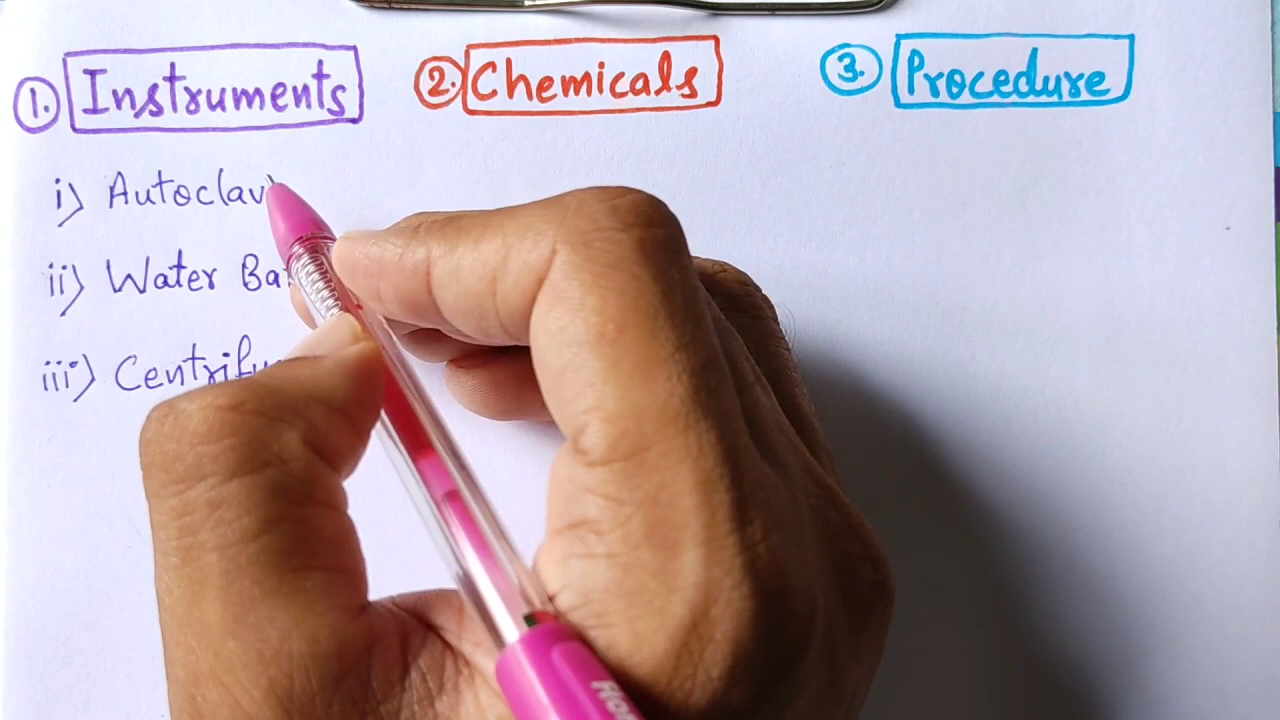 1. Instruments
2. Chemicals
3. Procedure
i) Autoclav
ii) Water Ba
iii) Centrifu